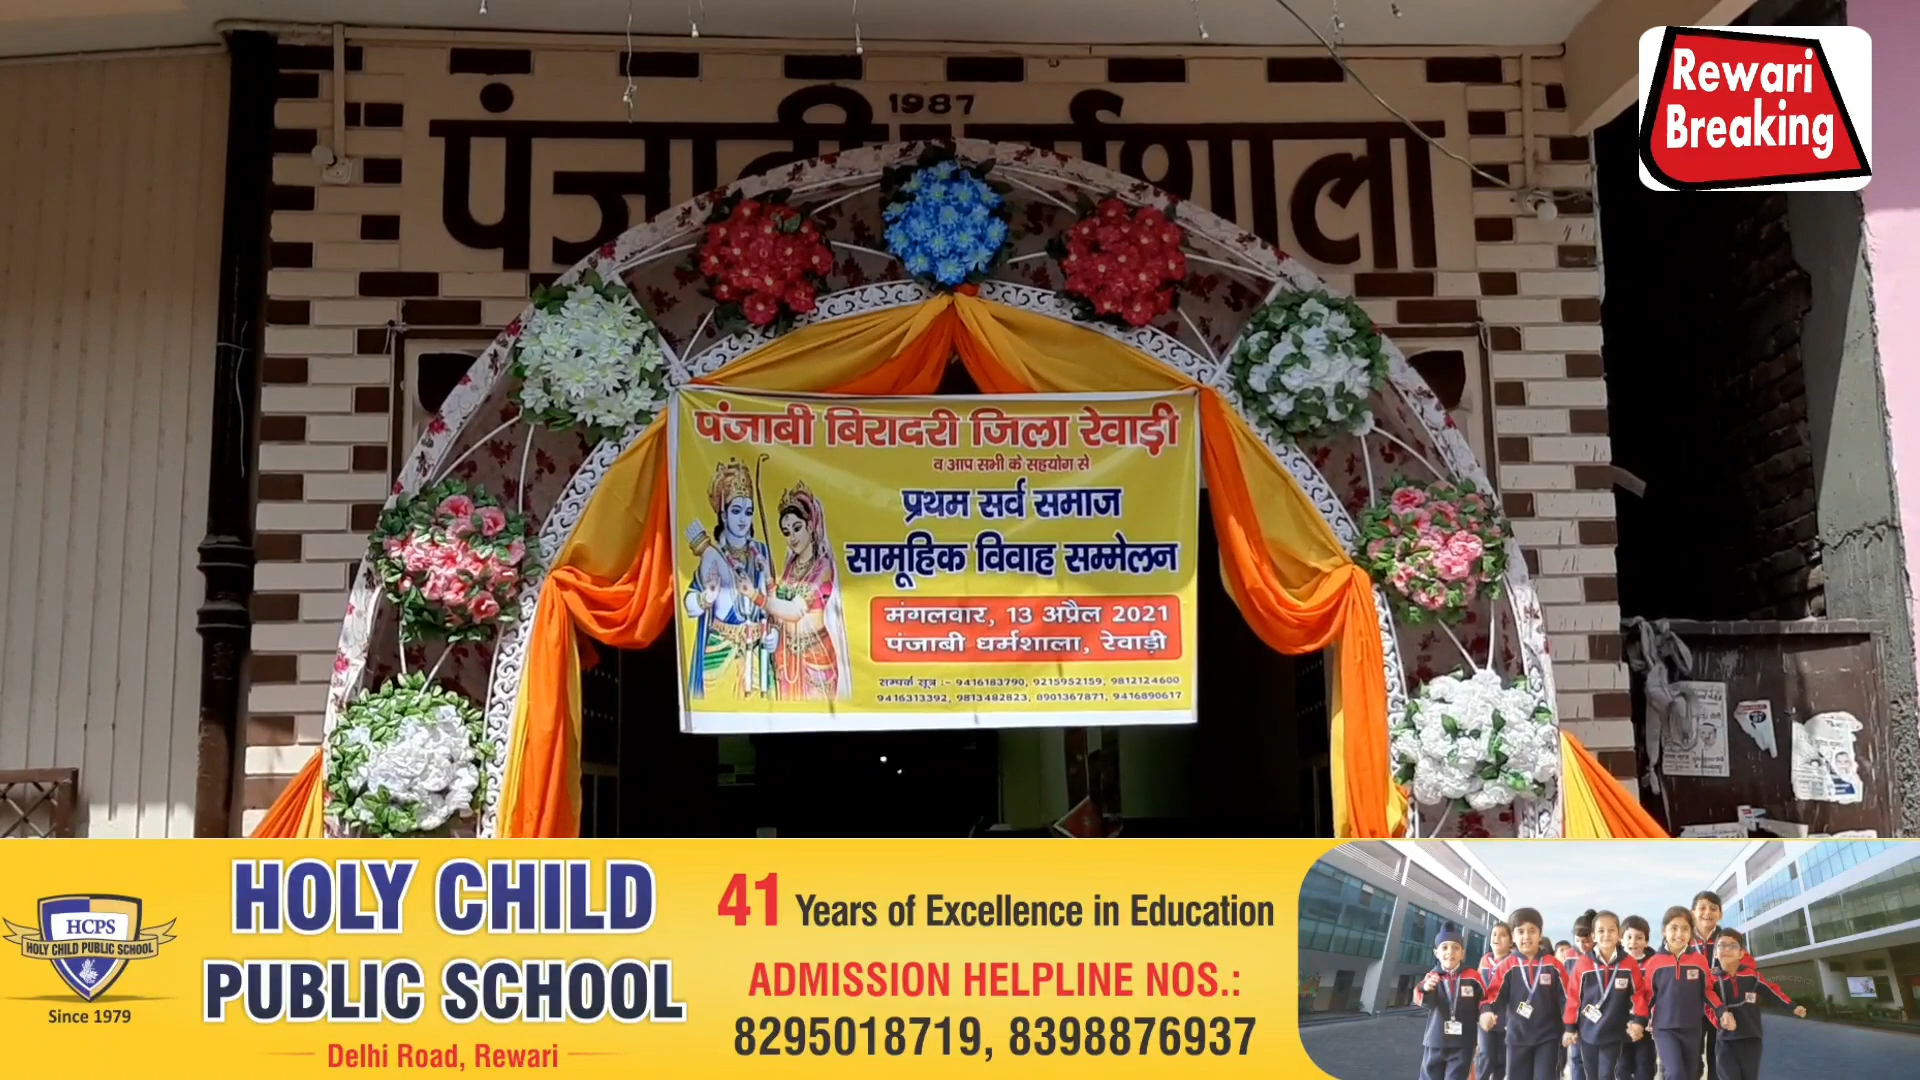 1987
पंजाबी धर्मशाला
Rewari
Breaking
पंजाबी बिरादरी जिला रेवाड़ी
व आप सभी के सहयोग से
प्रथम सर्व समाज
सामूहिक विवाह सम्मेलन
मंगलवार, 13 अप्रैल 2021
पंजाबी धर्मशाला, रेवाड़ी
सम्पर्क सूत्र :- 9416183790, 9215952159, 9812124600
9416313392, 9813482823, 8901367871, 9416890617
HCPS
HOLY CHILD PUBLIC SCHOOL
Since 1979
HOLY CHILD
PUBLIC SCHOOL
Delhi Road, Rewari
41 Years of Excellence in Education
ADMISSION HELPLINE NOS.:
8295018719, 8398876937